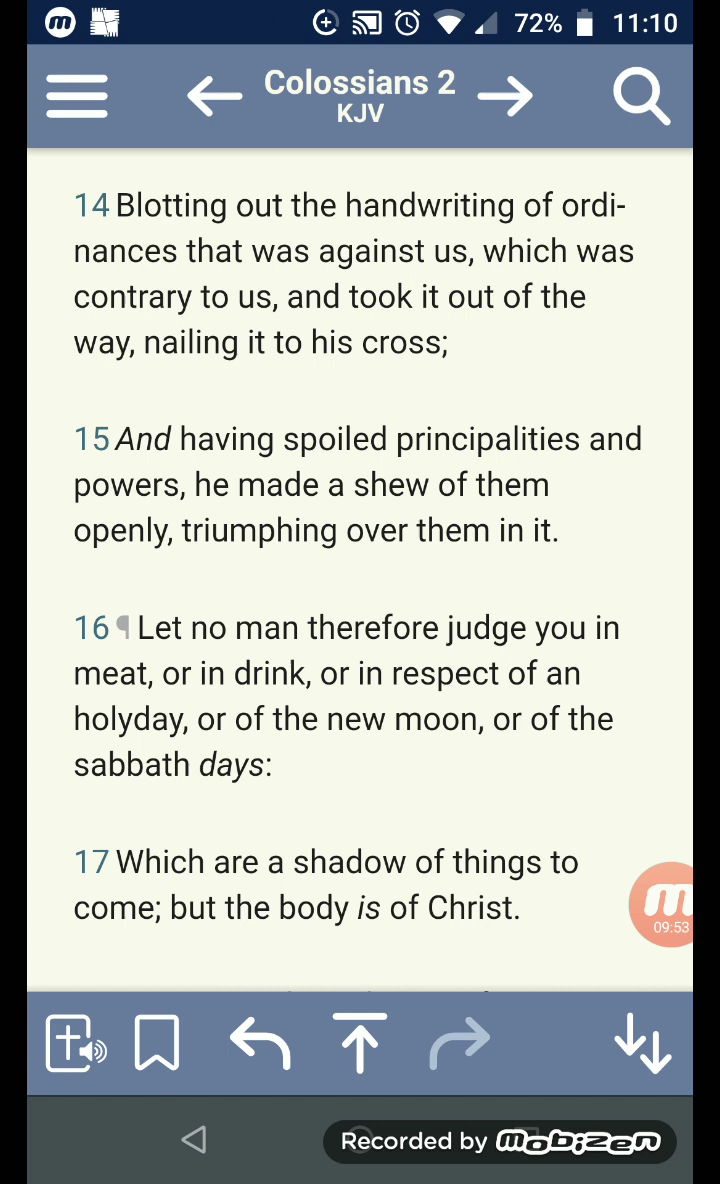 72% 11:10
Colossians 2
KJV
14 Blotting out the handwriting of ordi-
nances that was against us, which was
contrary to us, and took it out of the
way, nailing it to his cross;
15 And having spoiled principalities and
powers, he made a shew of them
openly, triumphing over them in it.
16 ¶ Let no man therefore judge you in
meat, or in drink, or in respect of an
holyday, or of the new moon, or of the
sabbath days:
17 Which are a shadow of things to
come; but the body is of Christ.
09:53
Recorded by mobizen